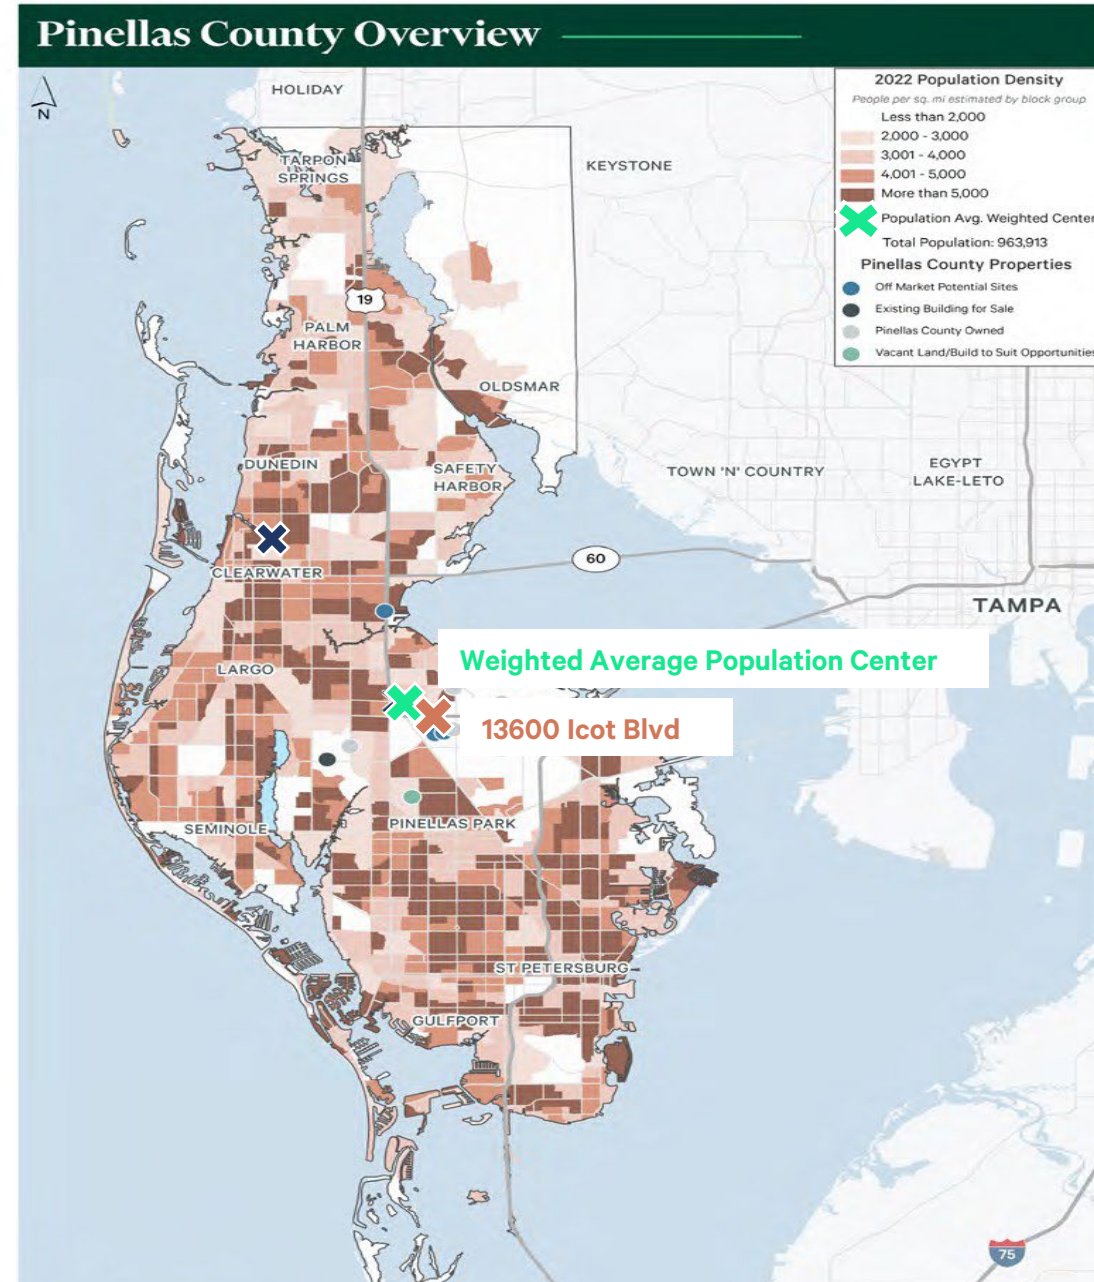 Pinellas County Overview
N
HOLIDAY
2022 Population Density
People per sq. mi estimated by block group
Less than 2,000
2,000 - 3,000
3,001 - 4,000
4,001 - 5,000
More than 5,000
Population Avg. Weighted Center
Total Population: 963,913
Pinellas County Properties
Off Market Potential Sites
Existing Building for Sale
Pinellas County Owned
Vacant Land/Build to Suit Opportunities
TARPON
SPRINGS
KEYSTONE
19
PALM
HARBOR
OLDSMAR
DUNEDIN
SAFETY
HARBOR
TOWN 'N' COUNTRY
EGYPT
LAKE-LETO
60
CLEARWATER
TAMPA
Weighted Average Population Center
LARGO
13600 Icot Blvd
SEMINOLE
PINELLAS PARK
ST PETERSBURG
GULFPORT
75